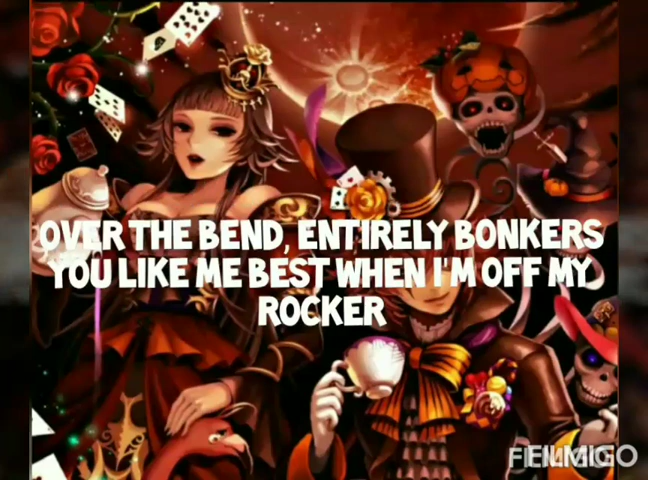 OVER THE BEND, ENTIRELY BONKERS
YOU LIKE ME BEST WHEN I'M OFF MY
ROCKER
FILMIGO